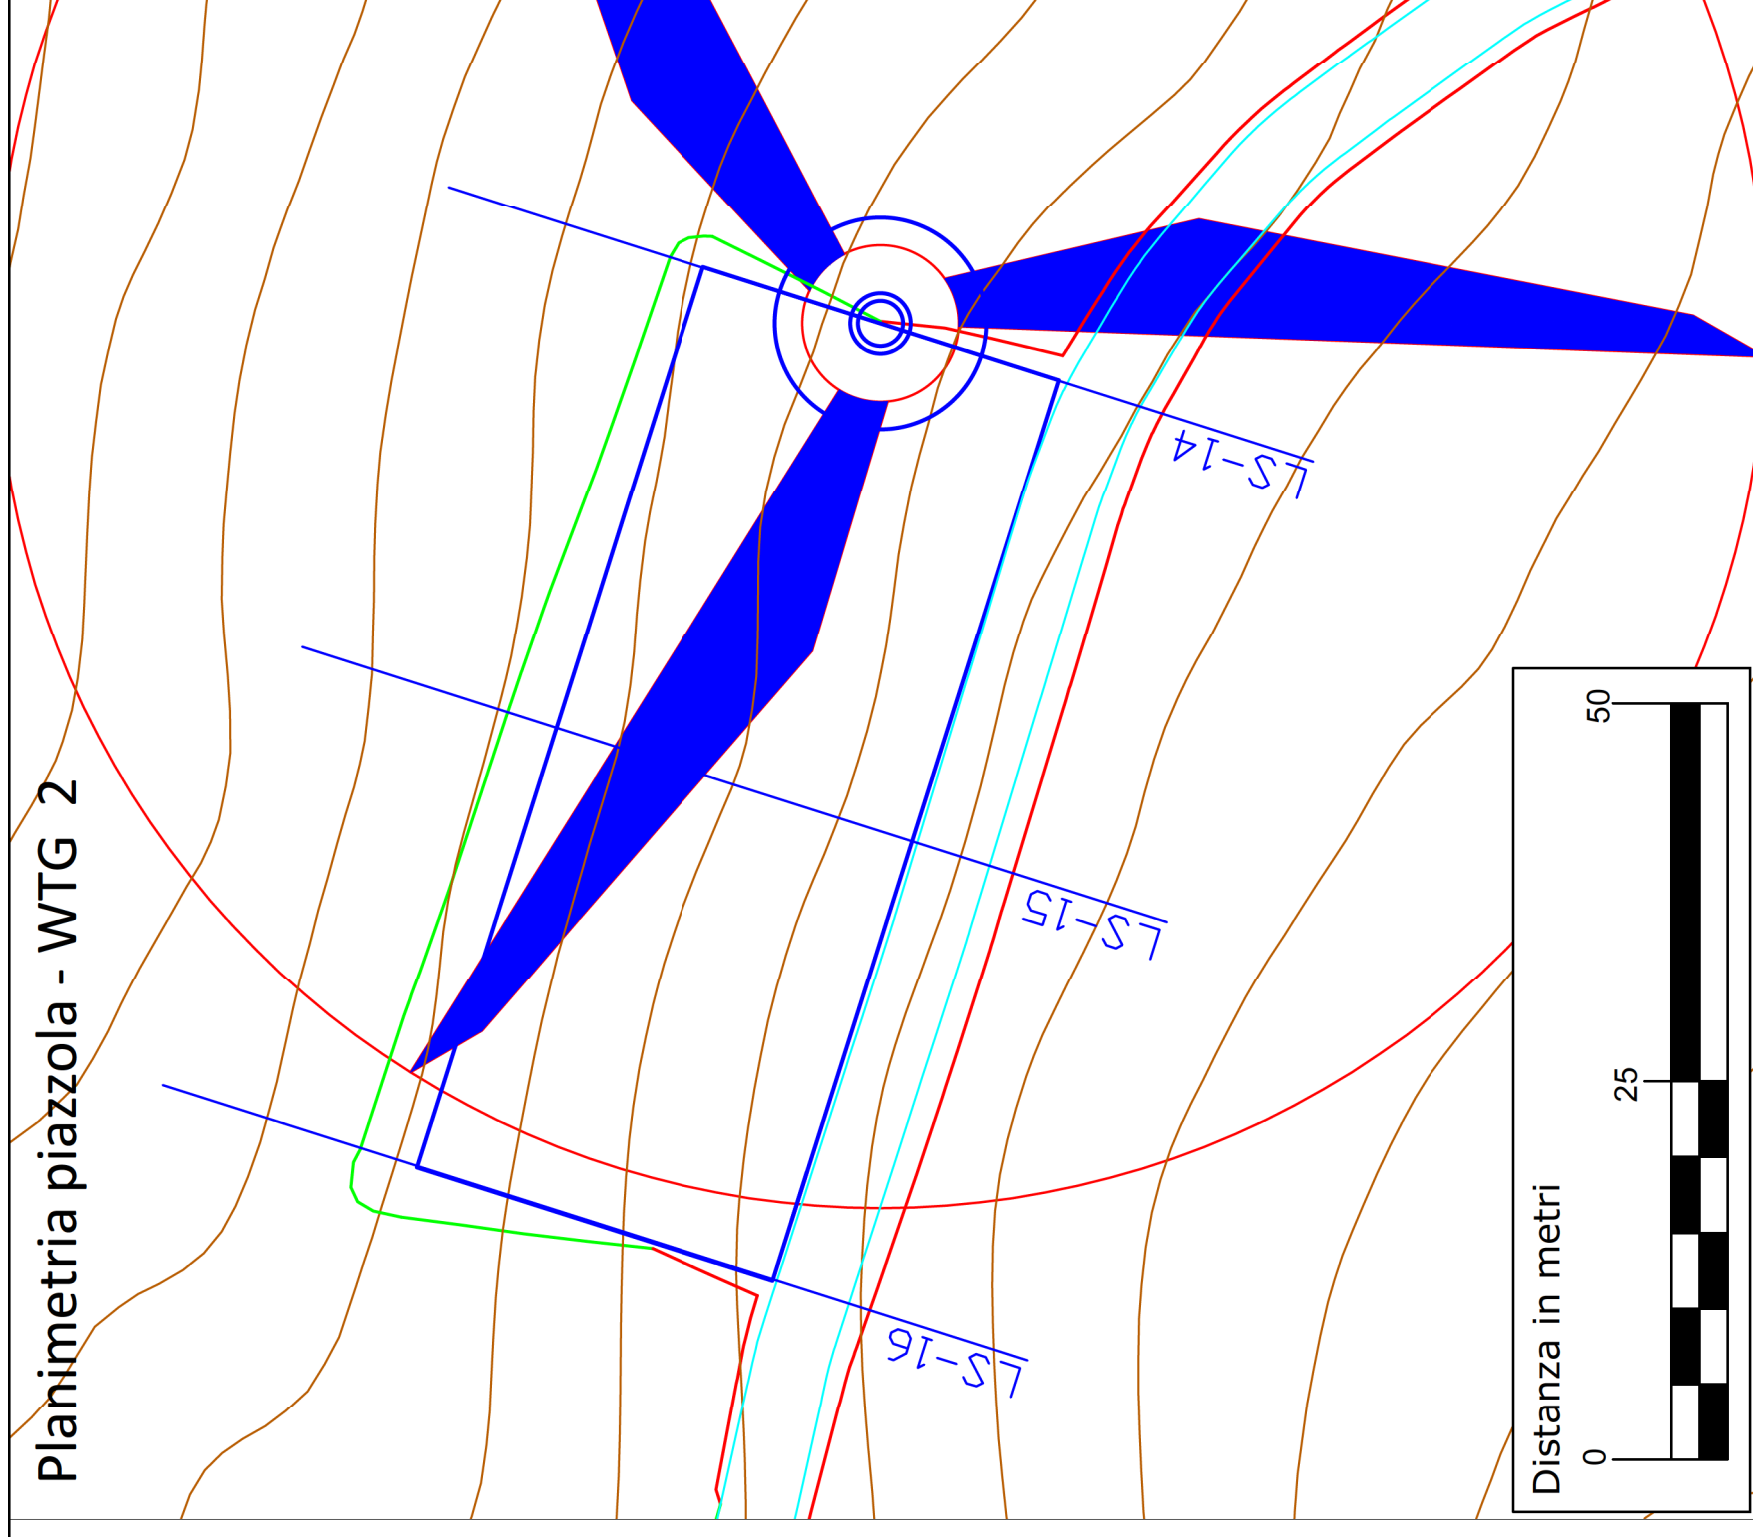 Planimetria piazzola - WTG 2
LS-14
LS-15
LS-16
Distanza in metri
0
25
50